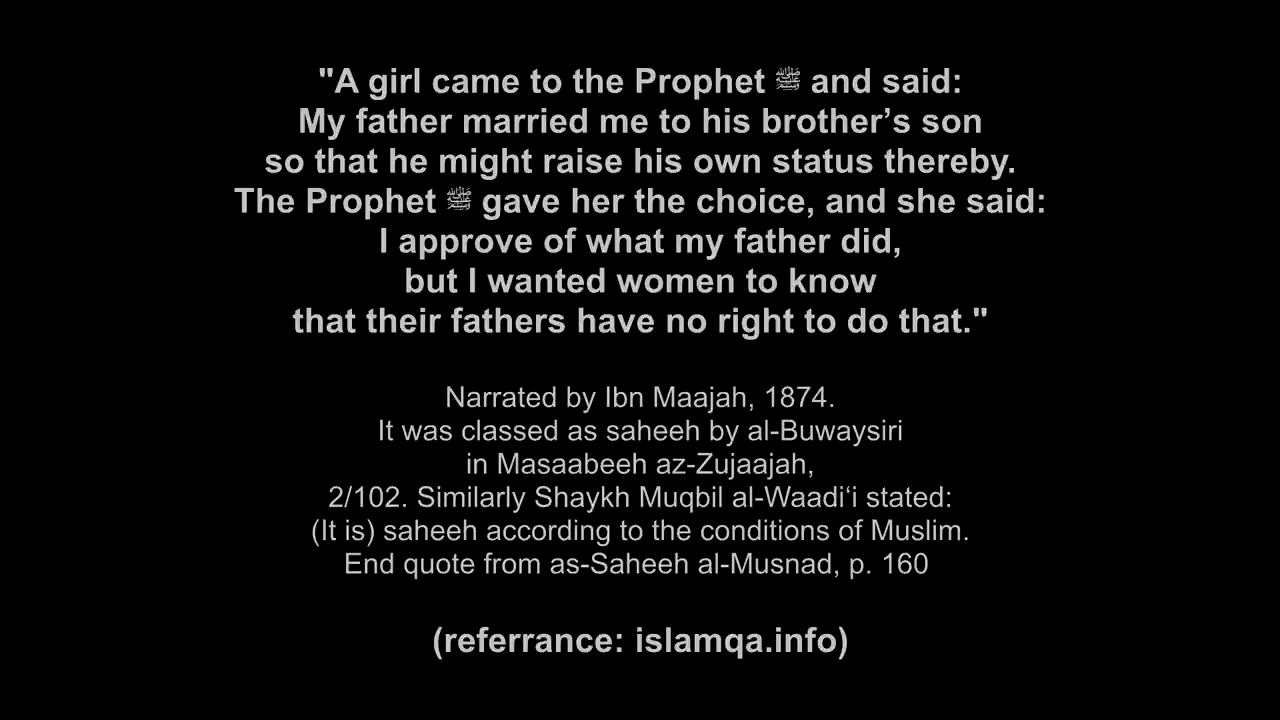 "A girl came to the Prophet ﷺ and said:
My father married me to his brother’s son
so that he might raise his own status thereby.
The Prophet ﷺ gave her the choice, and she said:
I approve of what my father did,
but I wanted women to know
that their fathers have no right to do that."
Narrated by Ibn Maajah, 1874.
It was classed as saheeh by al-Buwaysiri
in Masaabeeh az-Zujaajah,
2/102. Similarly Shaykh Muqbil al-Waadi‘i stated:
(It is) saheeh according to the conditions of Muslim.
End quote from as-Saheeh al-Musnad, p. 160
(referrance: islamqa.info)